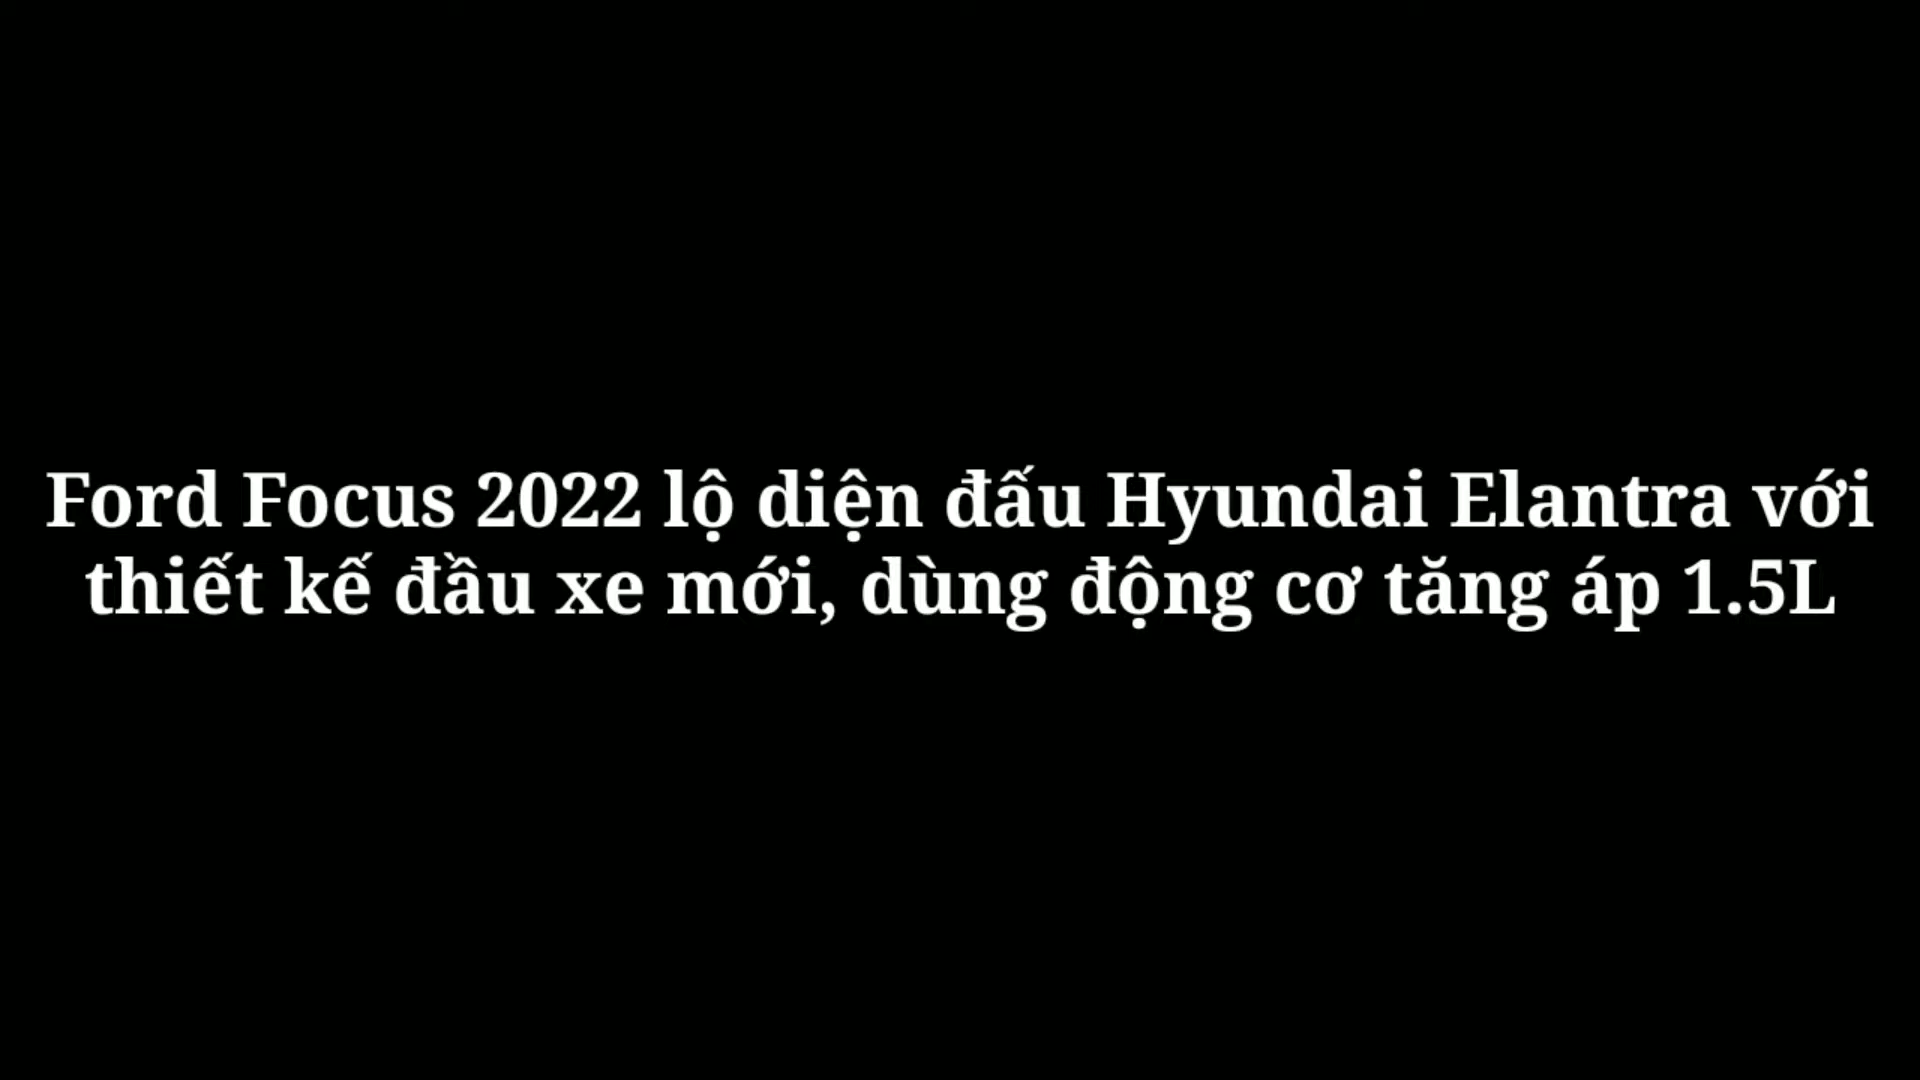 Ford Focus 2022 lộ diện đấu Hyundai Elantra với
thiết kế đầu xe mới, dùng động cơ tăng áp 1.5L